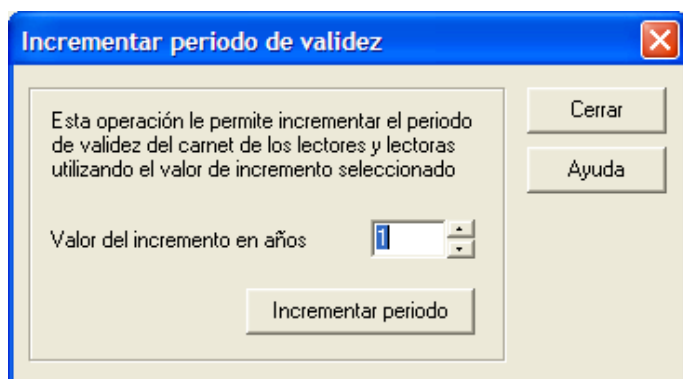 Incrementar periodo de validez
Esta operación le permite incrementar el periodo
de validez del carnet de los lectores y lectoras
utilizando el valor de incremento seleccionado
Valor del incremento en años
1
Incrementar periodo
Cerrar
Ayuda